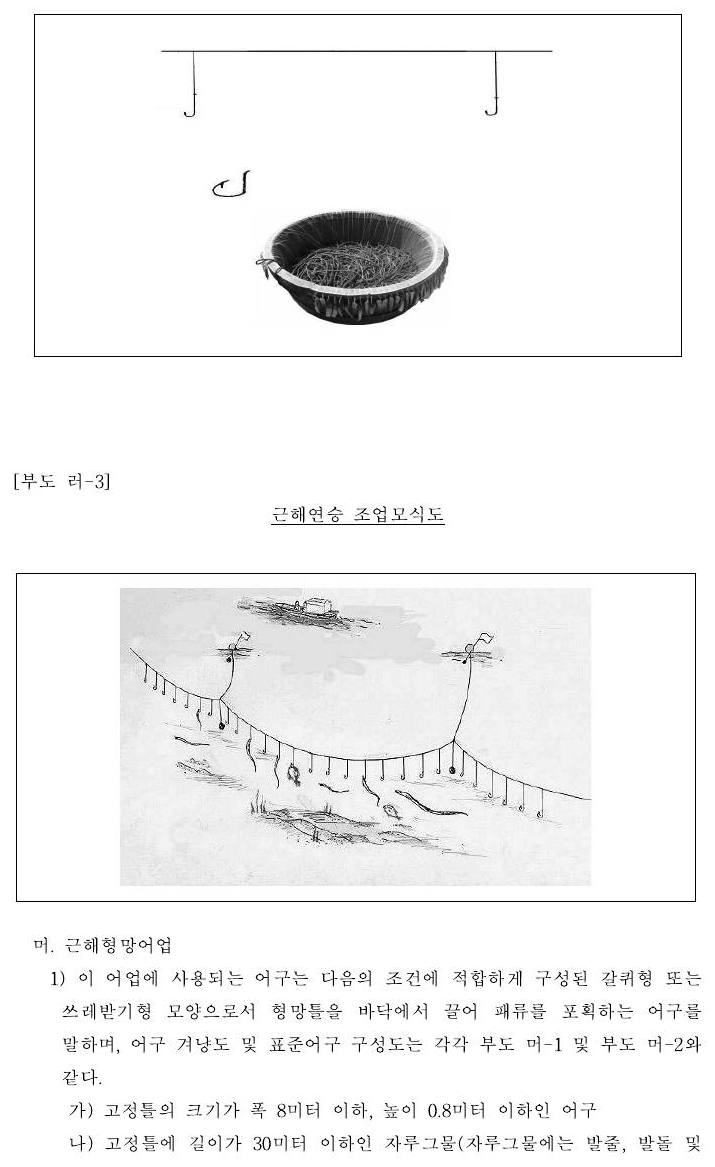 [부도 러-3]
근해연승 조업모식도
머. 근해형망어업
1) 이 어업에 사용되는 어구는 다음의 조건에 적합하게 구성된 갈퀴형 또는
쓰레받기형 모양으로서 형망틀을 바닥에서 끌어 패류를 포획하는 어구를
말하며, 어구 겨냥도 및 표준어구 구성도는 각각 부도 머-1 및 부도 머-2와
같다.
가) 고정틀의 크기가 폭 8미터 이하, 높이 0.8미터 이하인 어구
나) 고정틀에 길이가 30미터 이하인 자루그물(자루그물에는 발줄, 발돌 및